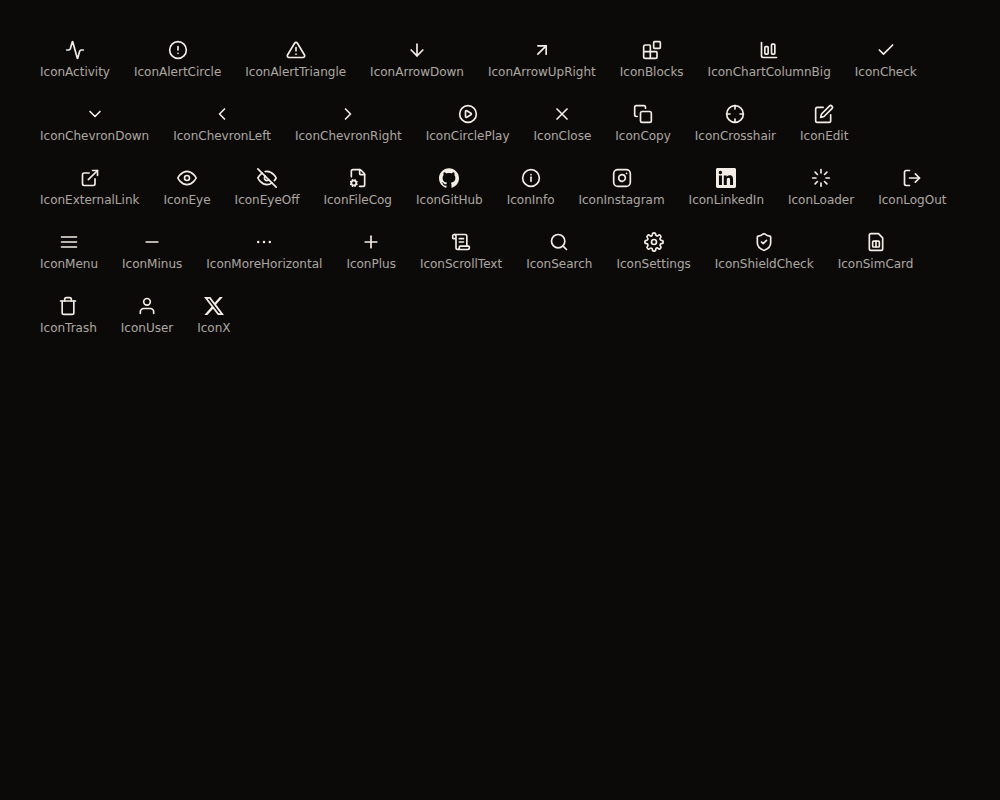 IconActivity IconAlertCircle IconAlertTriangle IconArrowDown IconArrowUpRight IconBlocks IconChartColumnBig IconCheck
IconChevronDown IconChevronLeft IconChevronRight IconCirclePlay IconClose IconCopy IconCrosshair IconEdit
IconExternalLink IconEye IconEyeOff IconFileCog IconGitHub IconInfo IconInstagram IconLinkedIn IconLoader IconLogOut
IconMenu IconMinus IconMoreHorizontal IconPlus IconScrollText IconSearch IconSettings IconShieldCheck IconSimCard
IconTrash IconUser IconX